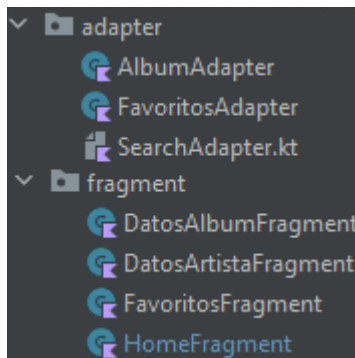 adapter
AlbumAdapter
FavoritosAdapter
SearchAdapter.kt
fragment
DatosAlbumFragment
DatosArtistaFragment
FavoritosFragment
HomeFragment